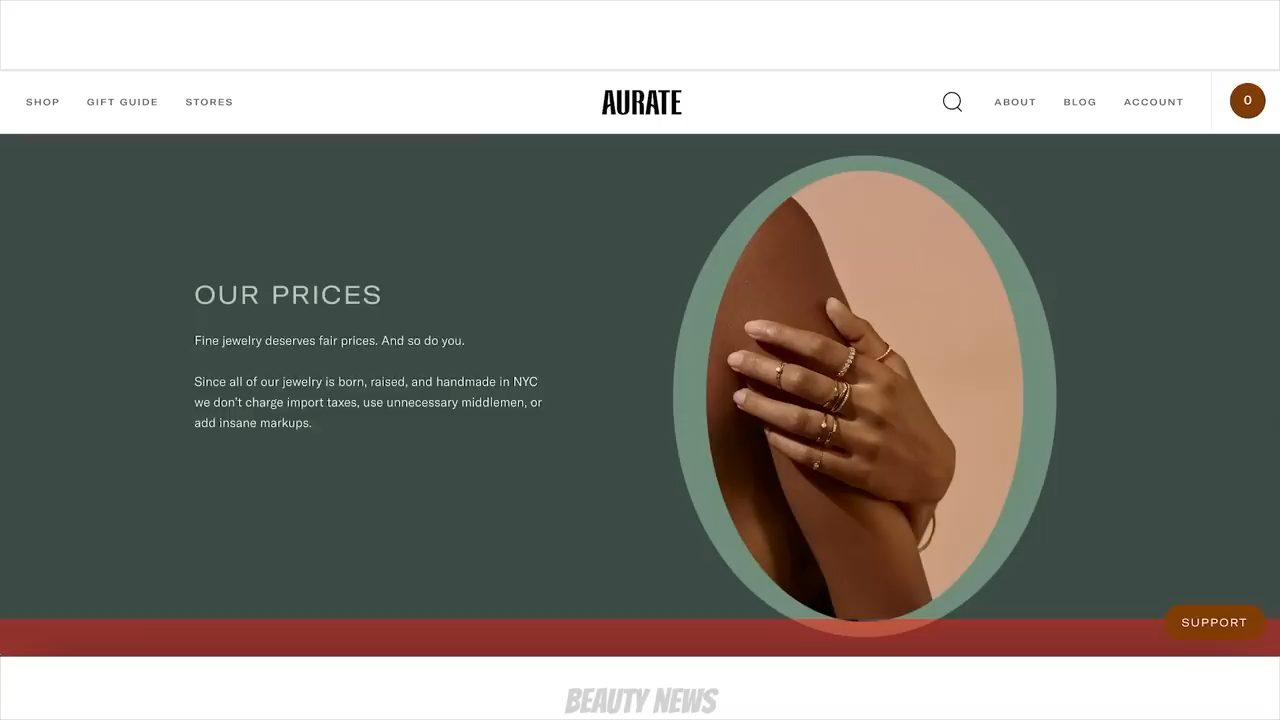 SHOP GIFT GUIDE STORES AURATE ABOUT BLOG ACCOUNT 0
OUR PRICES
Fine jewelry deserves fair prices. And so do you.
Since all of our jewelry is born, raised, and handmade in NYC
we don't charge import taxes, use unnecessary middlemen, or
add insane markups.
SUPPORT
BEAUTY NEWS